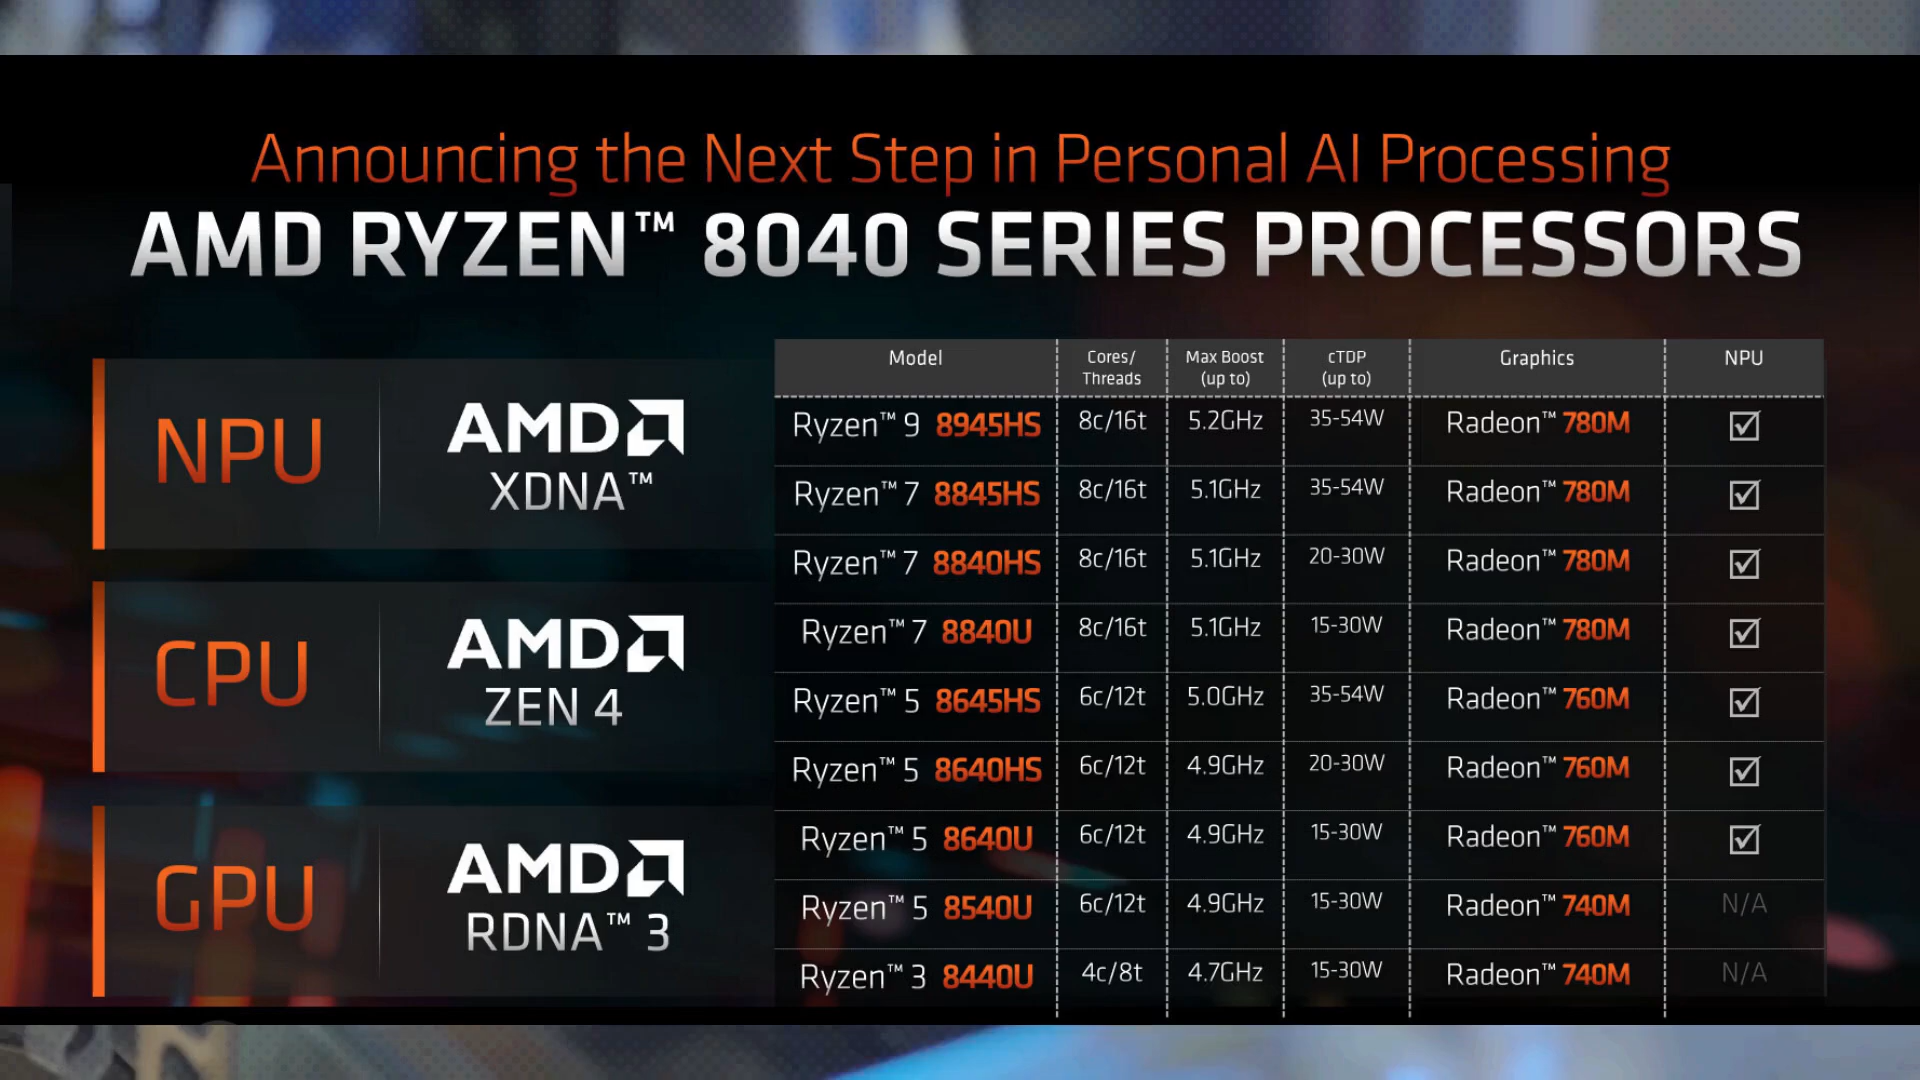 Announcing the Next Step in Personal AI Processing
AMD RYZEN™ 8040 SERIES PROCESSORS
NPU
AMD
XDNA™
CPU
AMD
ZEN 4
GPU
AMD
RDNA™ 3
Model Cores/ Threads Max Boost (up to) cTDP (up to) Graphics NPU
Ryzen™ 9 8945HS 8c/16t 5.2GHz 35-54W Radeon™ 780M ☑
Ryzen™ 7 8845HS 8c/16t 5.1GHz 35-54W Radeon™ 780M ☑
Ryzen™ 7 8840HS 8c/16t 5.1GHz 20-30W Radeon™ 780M ☑
Ryzen™ 7 8840U 8c/16t 5.1GHz 15-30W Radeon™ 780M ☑
Ryzen™ 5 8645HS 6c/12t 5.0GHz 35-54W Radeon™ 760M ☑
Ryzen™ 5 8640HS 6c/12t 4.9GHz 20-30W Radeon™ 760M ☑
Ryzen™ 5 8640U 6c/12t 4.9GHz 15-30W Radeon™ 760M ☑
Ryzen™ 5 8540U 6c/12t 4.9GHz 15-30W Radeon™ 740M N/A
Ryzen™ 3 8440U 4c/8t 4.7GHz 15-30W Radeon™ 740M N/A